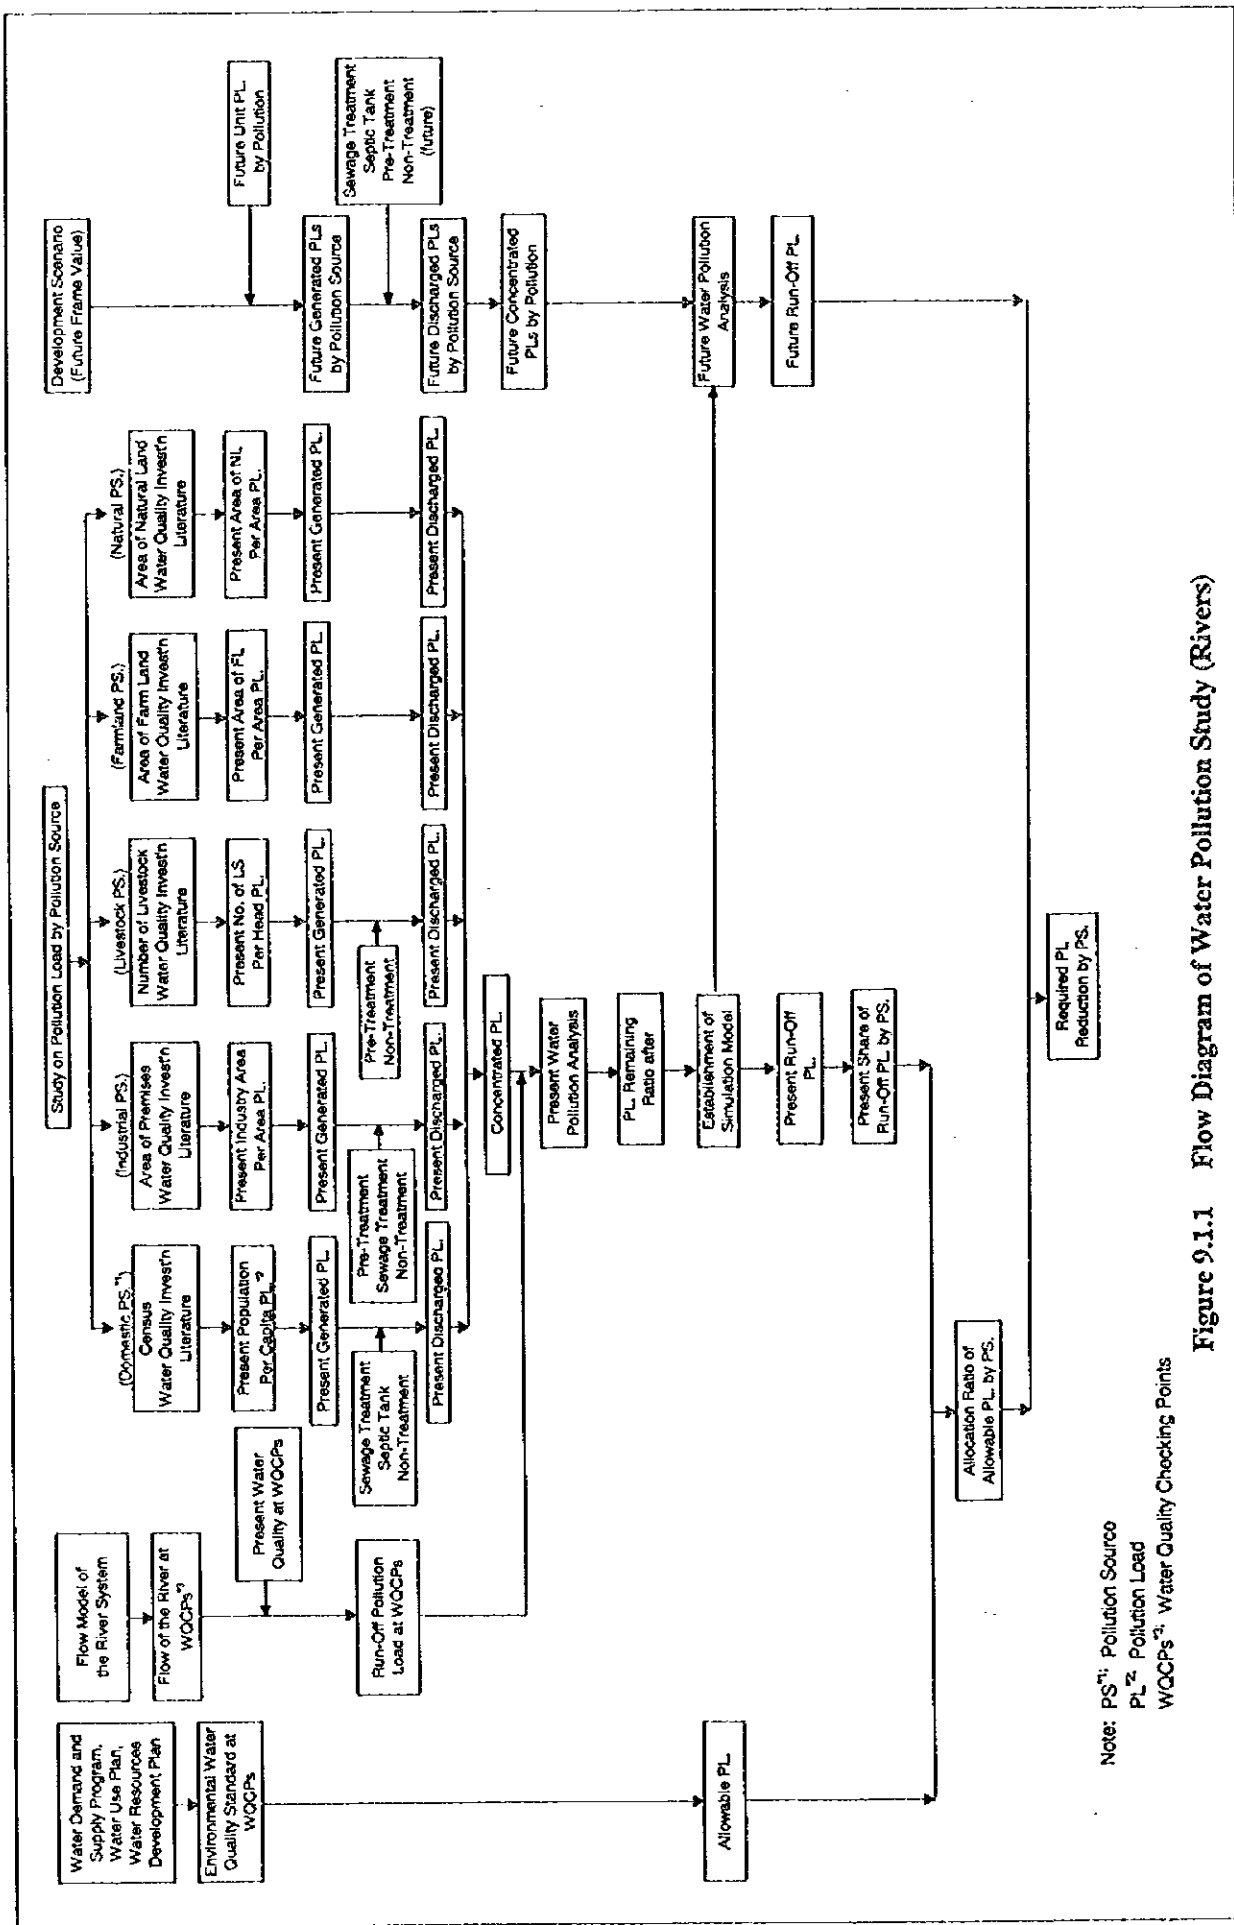 Water Demand and
Supply Program,
Water Use Plan,
Water Resources
Development Plan
Environmental Water
Quality Standard at
WQCPs
Allowable PL.
Flow Model of
the River System
Flow of the River at
WQCPs*3
Present Water
Quality at WQCPs
Run-Off Pollution
Load at WQCPs
Study on Pollution Load by Pollution Source
(Domestic PS.*1)
Census
Water Quality Invest'n
Literature
Present Population
Per Capita PL.*2
Present Generated PL.
Sewage Treatment
Septic Tank
Non-Treatment
Present Discharged PL.
(Industrial PS.)
Area of Premises
Water Quality Invest'n
Literature
Present Industry Area
Per Area PL.
Present Generated PL.
Pre-Treatment
Sewage Treatment
Non-Treatment
Present Discharged PL.
(Livestock PS.)
Number of Livestock
Water Quality Invest'n
Literature
Present No. of LS
Per Head PL.
Present Generated PL.
Pre-Treatment
Non-Treatment
Present Discharged PL.
(Farmland PS.)
Area of Farm Land
Water Quality Invest'n
Literature
Present Area of FL
Per Area PL.
Present Generated PL.
Present Discharged PL.
(Natural PS.)
Area of Natural Land
Water Quality Invest'n
Literature
Present Area of NL
Per Area PL.
Present Generated PL.
Present Discharged PL.
Concentrated PL.
Present Water
Pollution Analysis
PL. Remaining
Ratio after
Establishment of
Simulation Model
Present Run-Off
PL.
Present Share of
Run-Off PL. by PS.
Development Scenano
(Future Frame Value)
Future Unit PL.
by Pollution
Future Generated PLs
by Pollution Source
Sewage Treatment
Septic Tank
Pre-Treatment
Non-Treatment
(future)
Future Discharged PLs
by Pollution Source
Future Concentrated
PLs by Pollution
Future Water Pollution
Analysis
Future Run-Off PL.
Allocation Ratio of
Allowable PL. by PS.
Required PL
Reduction by PS.
Note: PS*1: Pollution Source
PL*2: Pollution Load
WQCPs*3: Water Quality Checking Points
Figure 9.1.1 Flow Diagram of Water Pollution Study (Rivers)